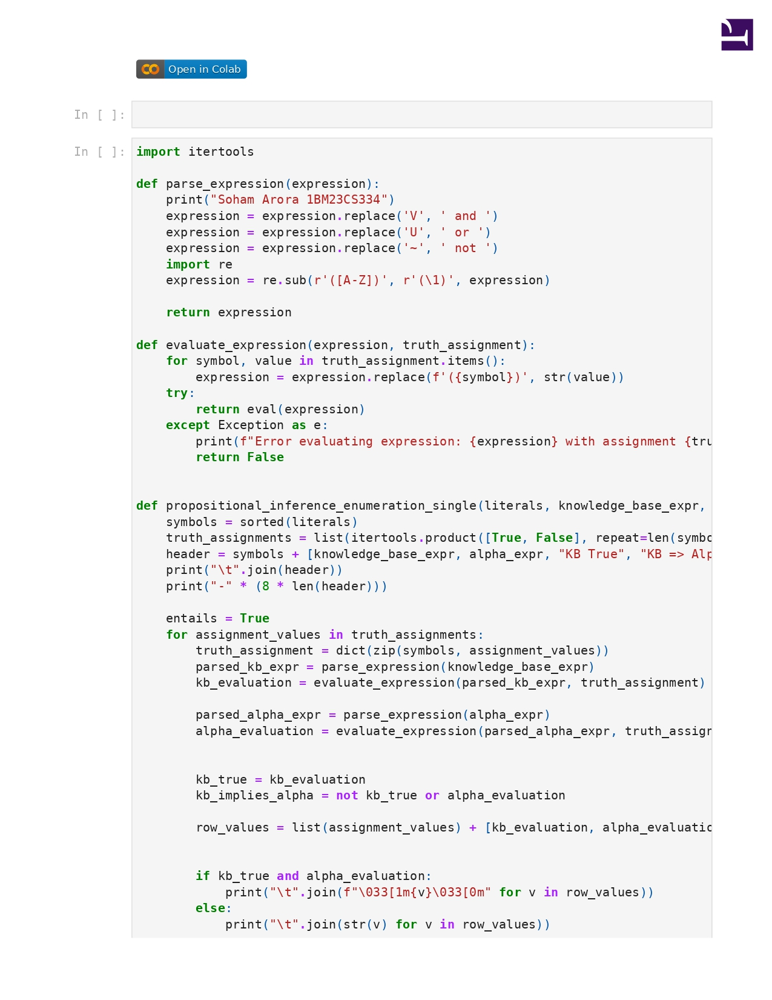 Open in Colab
In [ ]:
In [ ]:
import itertools
def parse_expression(expression):
    print("Soham Arora 1BM23CS334")
    expression = expression.replace('V', ' and ')
    expression = expression.replace('U', ' or ')
    expression = expression.replace('~', ' not ')
    import re
    expression = re.sub(r'([A-Z])', r'(\1)', expression)
    return expression
def evaluate_expression(expression, truth_assignment):
    for symbol, value in truth_assignment.items():
        expression = expression.replace(f'({symbol})', str(value))
    try:
        return eval(expression)
    except Exception as e:
        print(f"Error evaluating expression: {expression} with assignment {tru
        return False
def propositional_inference_enumeration_single(literals, knowledge_base_expr,
    symbols = sorted(literals)
    truth_assignments = list(itertools.product([True, False], repeat=len(symbo
    header = symbols + [knowledge_base_expr, alpha_expr, "KB True", "KB => Alp
    print("\t".join(header))
    print("-" * (8 * len(header)))
    entails = True
    for assignment_values in truth_assignments:
        truth_assignment = dict(zip(symbols, assignment_values))
        parsed_kb_expr = parse_expression(knowledge_base_expr)
        kb_evaluation = evaluate_expression(parsed_kb_expr, truth_assignment)
        parsed_alpha_expr = parse_expression(alpha_expr)
        alpha_evaluation = evaluate_expression(parsed_alpha_expr, truth_assign
        kb_true = kb_evaluation
        kb_implies_alpha = not kb_true or alpha_evaluation
        row_values = list(assignment_values) + [kb_evaluation, alpha_evaluatio
        if kb_true and alpha_evaluation:
            print("\t".join(f"\033[1m{v}\033[0m" for v in row_values))
        else:
            print("\t".join(str(v) for v in row_values))